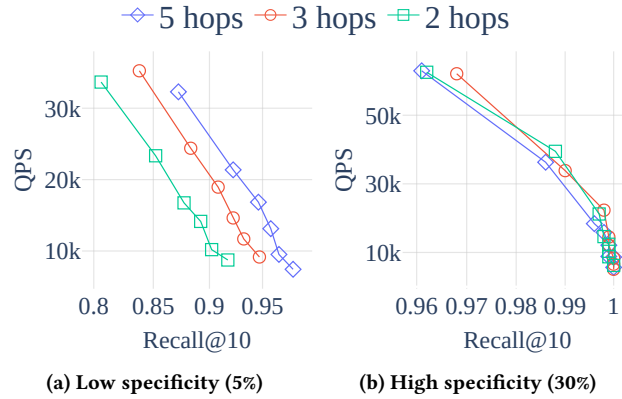 5 hops 3 hops 2 hops
QPS
30k
20k
10k
0.8 0.85 0.9 0.95
Recall@10
(a) Low specificity (5%)
QPS
50k
30k
10k
0.96 0.97 0.98 0.99 1
Recall@10
(b) High specificity (30%)